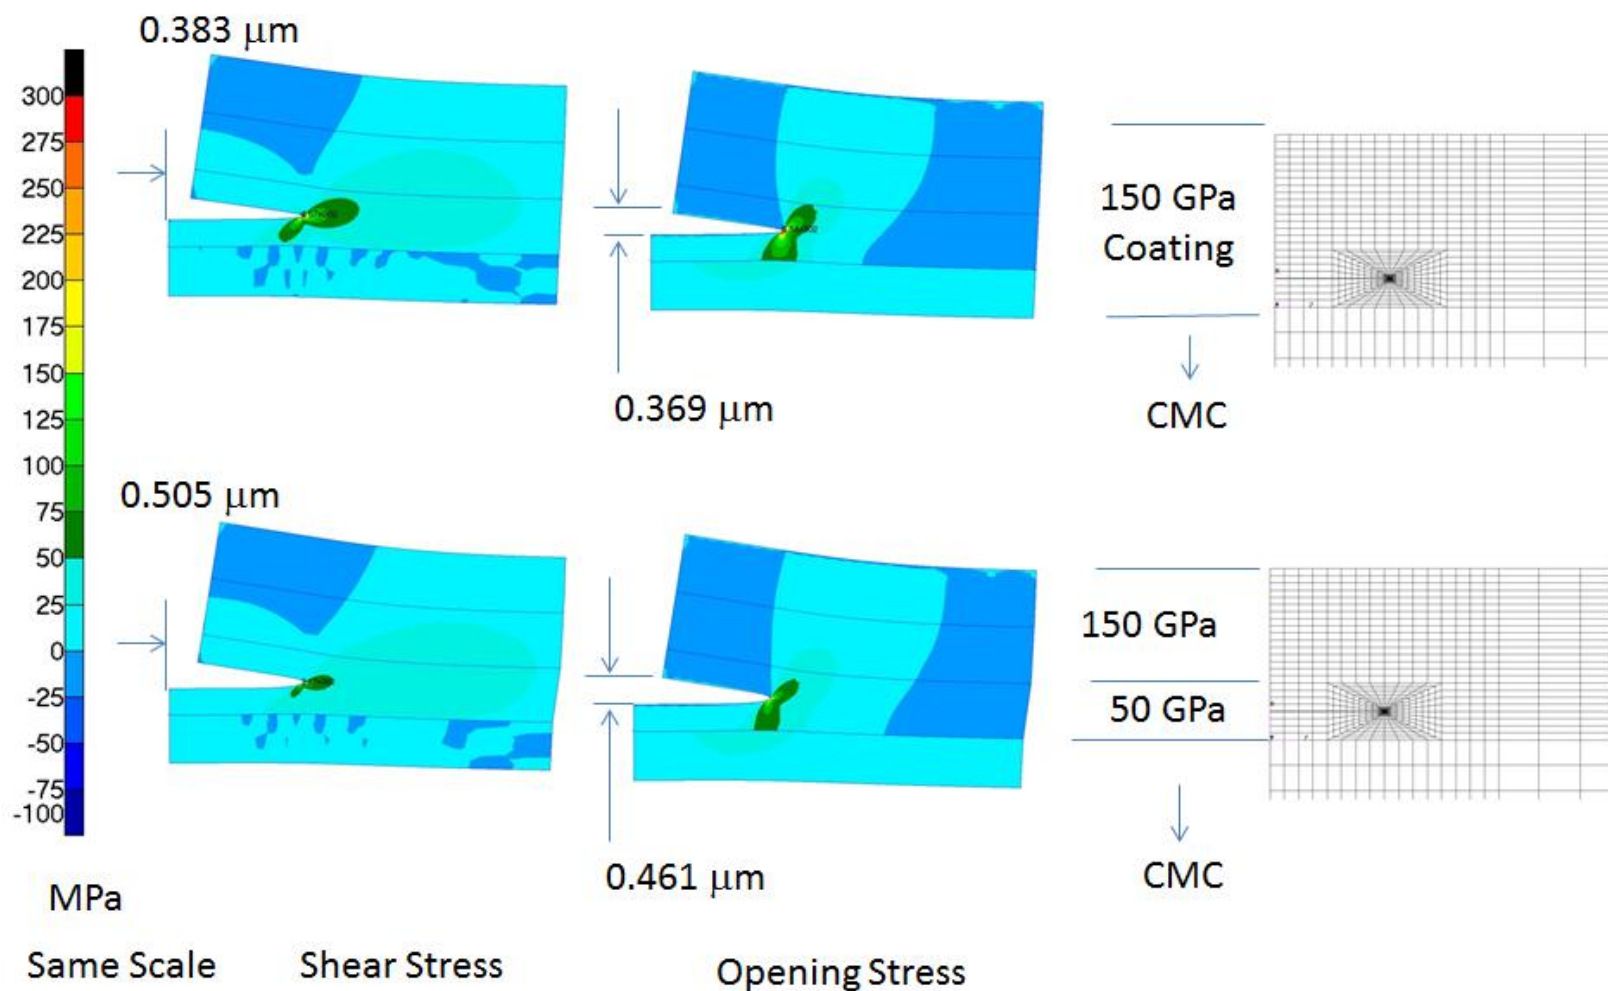 0.383 μm
300
275
250
225
200
175
150
125
100
75
50
25
0
-25
-50
-75
-100
150 GPa
Coating
0.369 μm
CMC
0.505 μm
150 GPa
50 GPa
0.461 μm
CMC
MPa
Same Scale
Shear Stress
Opening Stress